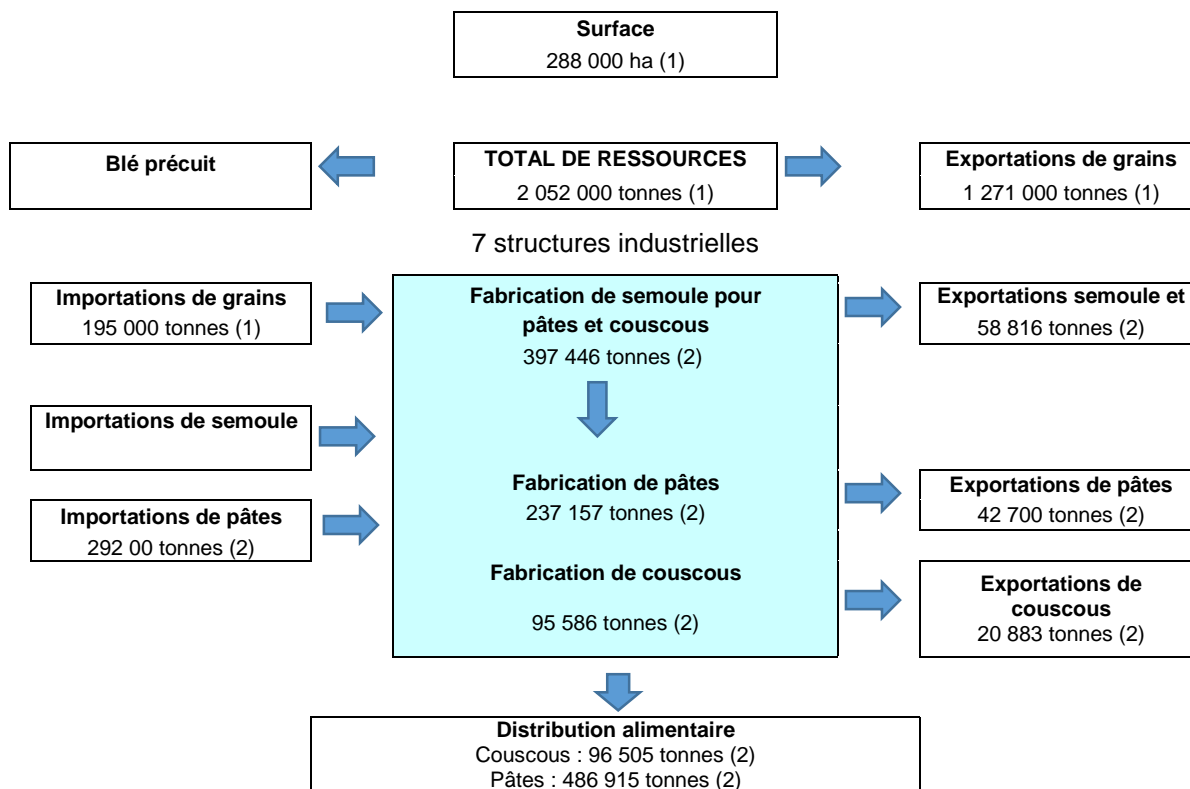 Surface
288 000 ha (1)
Blé précuit
TOTAL DE RESSOURCES
2 052 000 tonnes (1)
Exportations de grains
1 271 000 tonnes (1)
7 structures industrielles
Importations de grains
195 000 tonnes (1)
Fabrication de semoule pour
pâtes et couscous
397 446 tonnes (2)
Exportations semoule et
58 816 tonnes (2)
Importations de semoule
Importations de pâtes
292 00 tonnes (2)
Fabrication de pâtes
237 157 tonnes (2)
Exportations de pâtes
42 700 tonnes (2)
Fabrication de couscous
95 586 tonnes (2)
Exportations de
couscous
20 883 tonnes (2)
Distribution alimentaire
Couscous : 96 505 tonnes (2)
Pâtes : 486 915 tonnes (2)